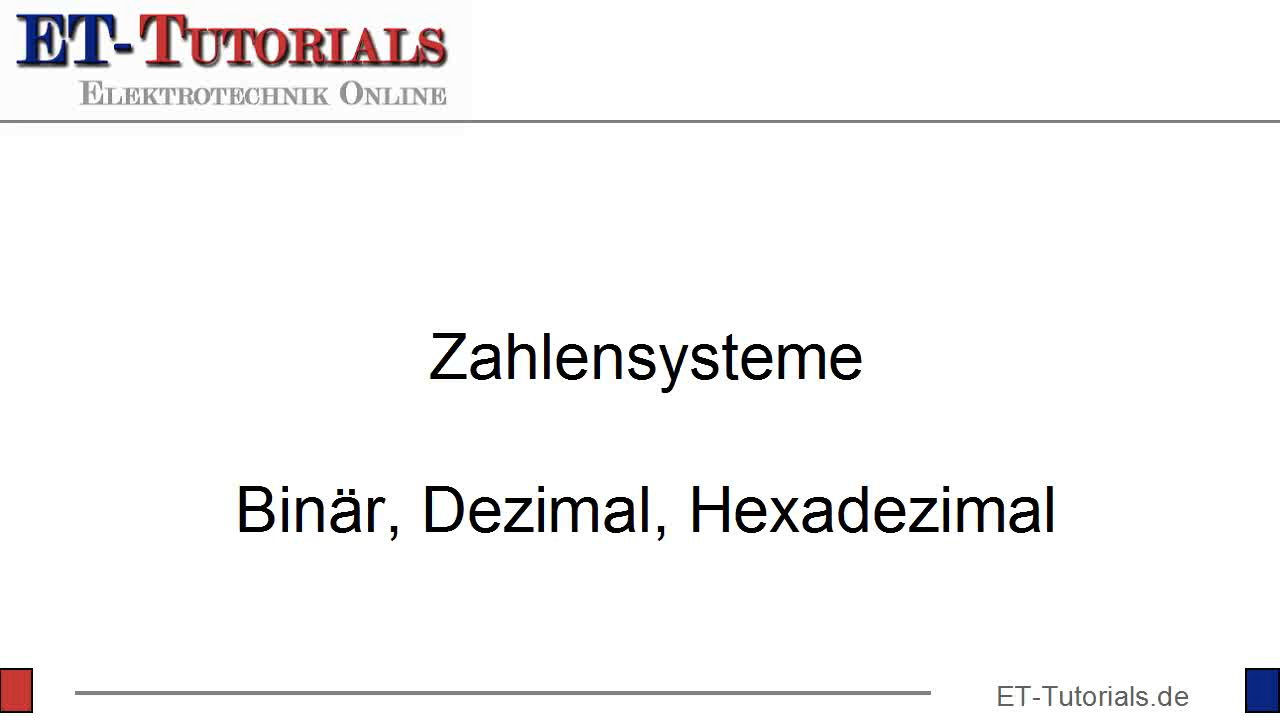 ET-Tutorials
Elektrotechnik Online
Zahlensysteme
Binär, Dezimal, Hexadezimal
ET-Tutorials.de